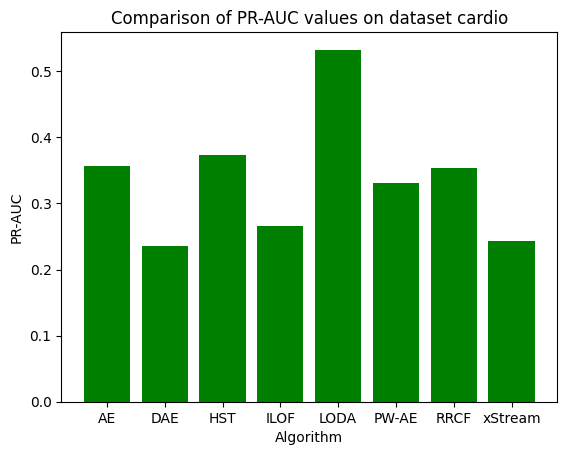 Comparison of PR-AUC values on dataset cardio
PR-AUC
0.5
0.4
0.3
0.2
0.1
0.0
AE DAE HST ILOF LODA PW-AE RRCF xStream
Algorithm